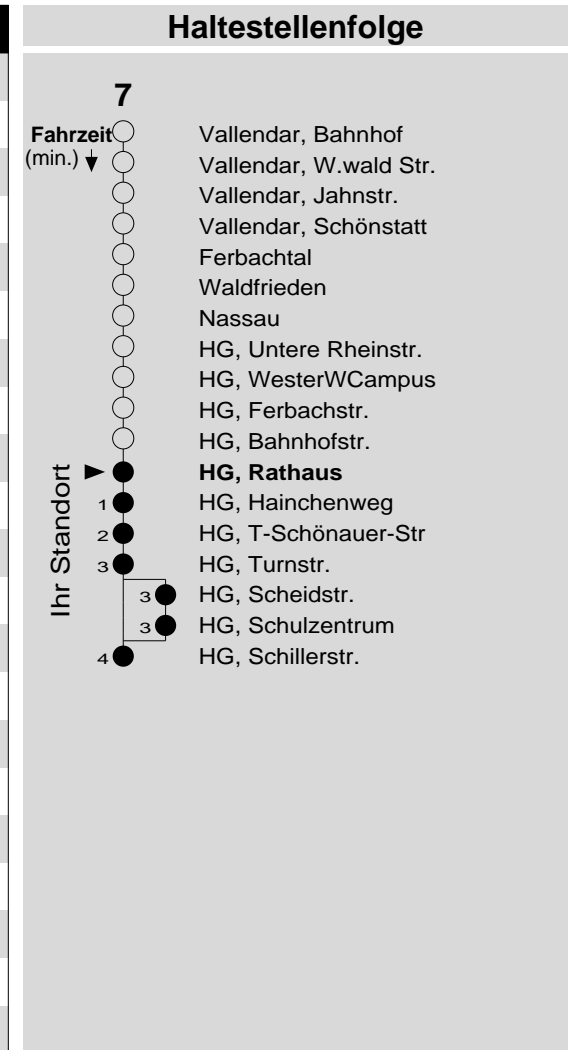 Haltestellenfolge
7
Fahrzeit
(min.)
Vallendar, Bahnhof
Vallendar, W.wald Str.
Vallendar, Jahnstr.
Vallendar, Schönstatt
Ferbachtal
Waldfrieden
Nassau
HG, Untere Rheinstr.
HG, WesterWCampus
HG, Ferbachstr.
HG, Bahnhofstr.
Ihr Standort
HG, Rathaus
1 HG, Hainchenweg
2 HG, T-Schönauer-Str
3 HG, Turnstr.
3 HG, Scheidstr.
3 HG, Schulzentrum
4 HG, Schillerstr.